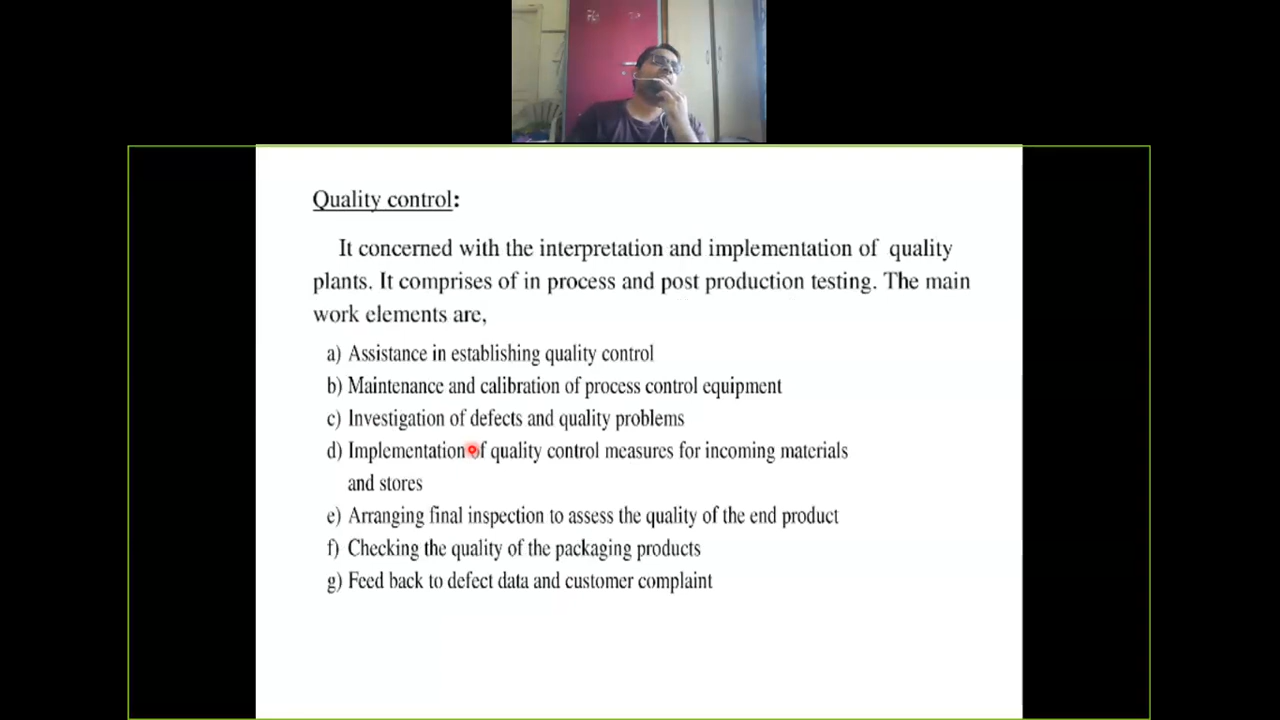 Quality control:
It concerned with the interpretation and implementation of quality
plants. It comprises of in process and post production testing. The main
work elements are,
a) Assistance in establishing quality control
b) Maintenance and calibration of process control equipment
c) Investigation of defects and quality problems
d) Implementation of quality control measures for incoming materials
and stores
e) Arranging final inspection to assess the quality of the end product
f) Checking the quality of the packaging products
g) Feed back to defect data and customer complaint